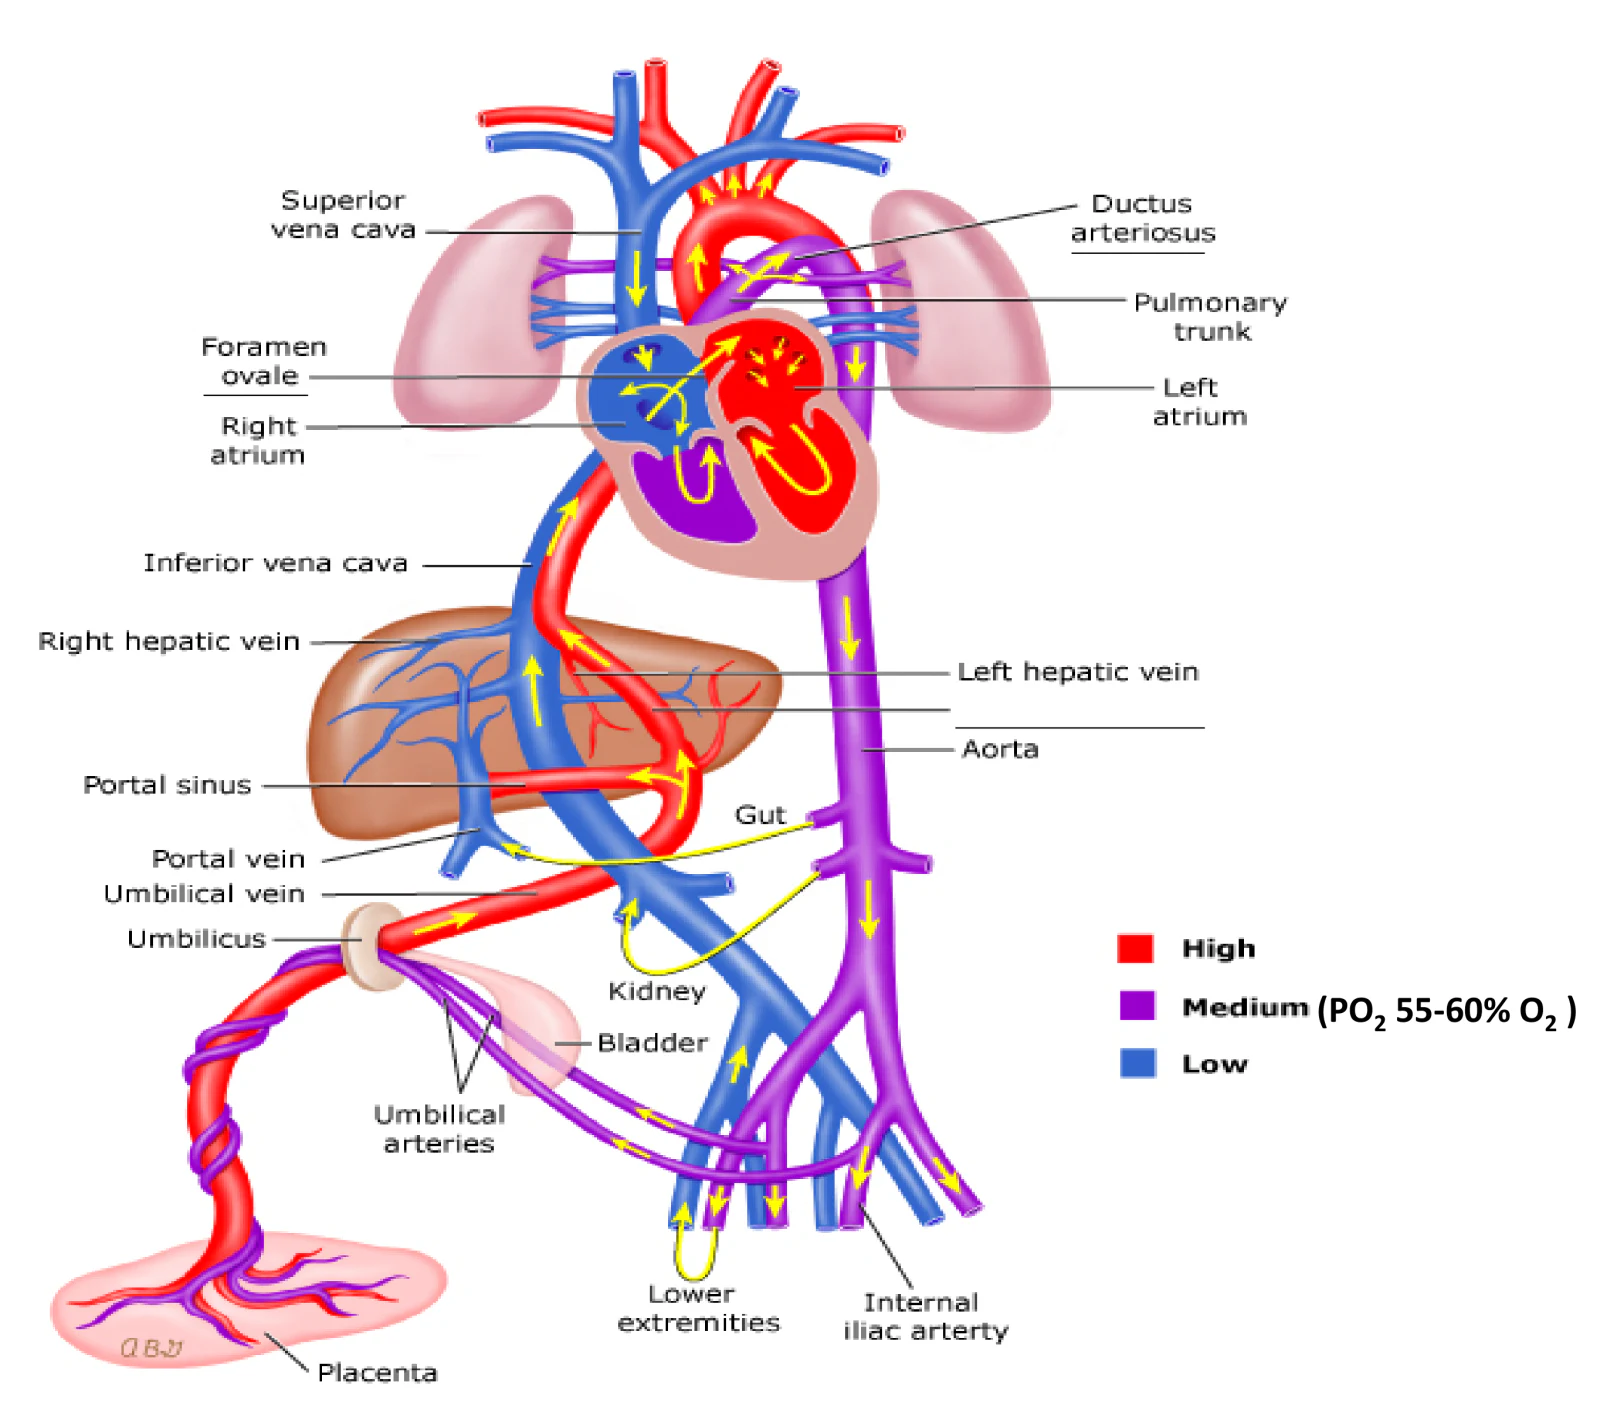 Superior
vena cava
Ductus
arteriosus
Pulmonary
trunk
Foramen
ovale
Left
atrium
Right
atrium
Inferior vena cava
Right hepatic vein
Left hepatic vein
Aorta
Portal sinus
Gut
Portal vein
Umbilical vein
Umbilicus
High
Kidney
Medium (PO2 55-60% O2 )
Bladder
Low
Umbilical
arteries
Lower
extremities
Internal
iliac arterty
Placenta